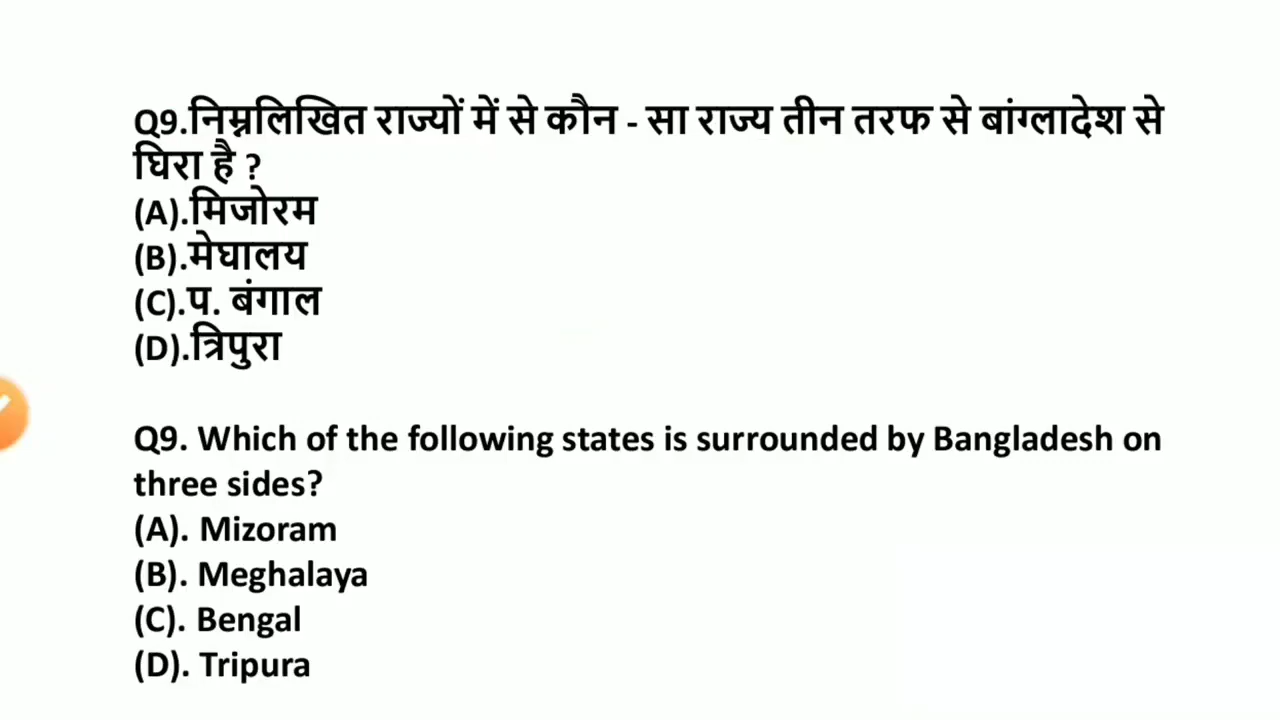 Q9.निम्नलिखित राज्यों में से कौन - सा राज्य तीन तरफ से बांग्लादेश से
घिरा है ?
(A).मिजोरम
(B).मेघालय
(C).प. बंगाल
(D).त्रिपुरा
Q9. Which of the following states is surrounded by Bangladesh on
three sides?
(A). Mizoram
(B). Meghalaya
(C). Bengal
(D). Tripura